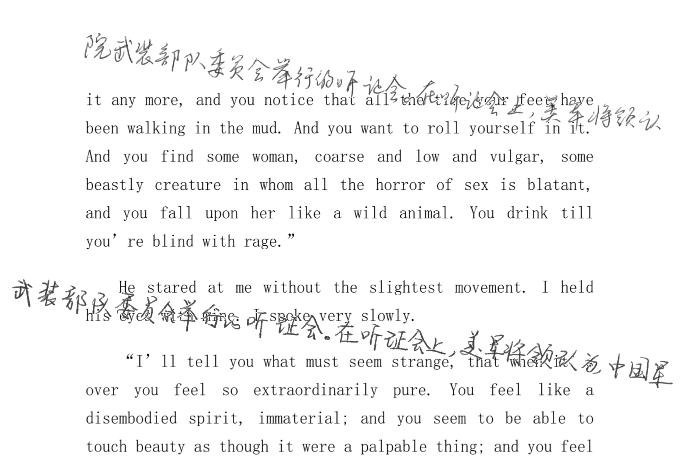 院武装部队委员会举行的听证会。在听证会上,美军将领认
it any more, and you notice that all the time your feet have
been walking in the mud. And you want to roll yourself in it.
And you find some woman, coarse and low and vulgar, some
beastly creature in whom all the horror of sex is blatant,
and you fall upon her like a wild animal. You drink till
you’re blind with rage.”
He stared at me without the slightest movement. I held
武装部队委员会举行的听证会。在听证会上,美军将领认为中国军
his eyes with mine. I spoke very slowly.
“I’ll tell you what must seem strange, that when it’s
over you feel so extraordinarily pure. You feel like a
disembodied spirit, immaterial; and you seem to be able to
touch beauty as though it were a palpable thing; and you feel